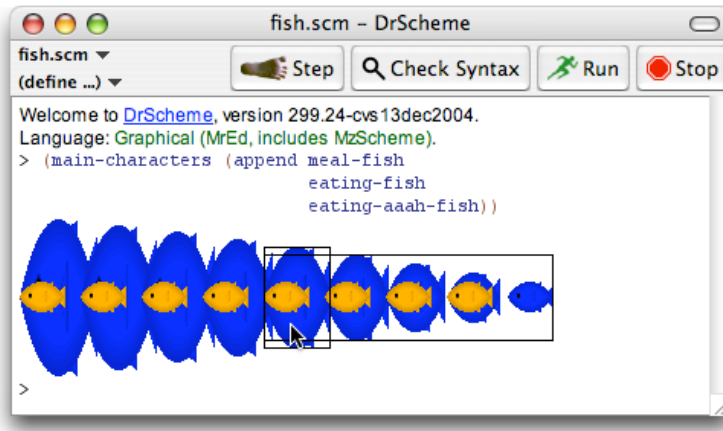 fish.scm – DrScheme
fish.scm
(define ...)
Step
Check Syntax
Run
Stop
Welcome to DrScheme, version 299.24-cvs13dec2004.
Language: Graphical (MrEd, includes MzScheme).
> (main-characters (append meal-fish
eating-fish
eating-aaah-fish))
>